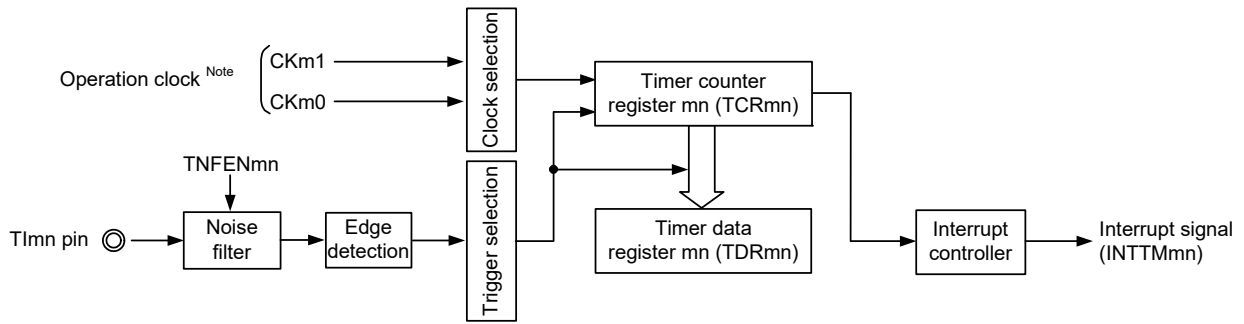 Operation clock Note
CKm1
CKm0
Clock selection
Timer counter
register mn (TCRmn)
TNFENmn
TImn pin
Noise
filter
Edge
detection
Trigger selection
Timer data
register mn (TDRmn)
Interrupt
controller
Interrupt signal
(INTTMmn)